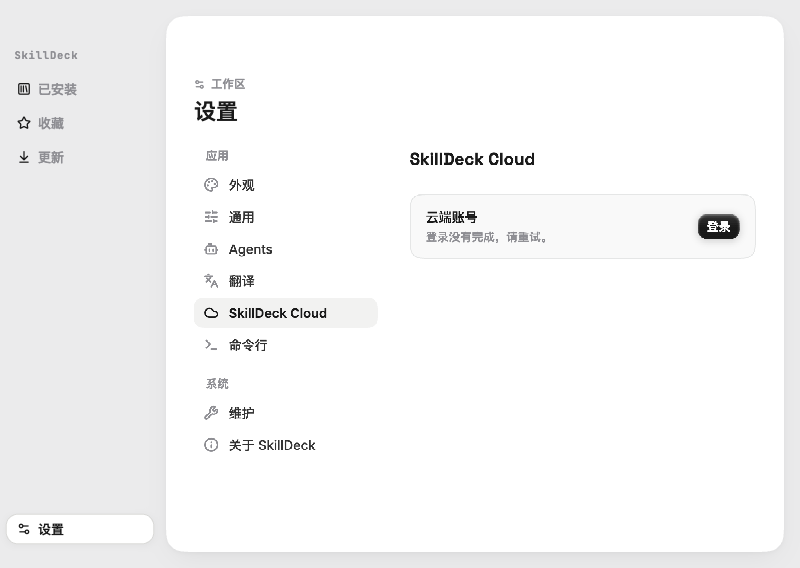 SkillDeck
已安装
收藏
更新
设置
工作区
设置
应用
外观
通用
Agents
翻译
SkillDeck Cloud
命令行
系统
维护
关于 SkillDeck
SkillDeck Cloud
云端账号
登录没有完成，请重试。
登录